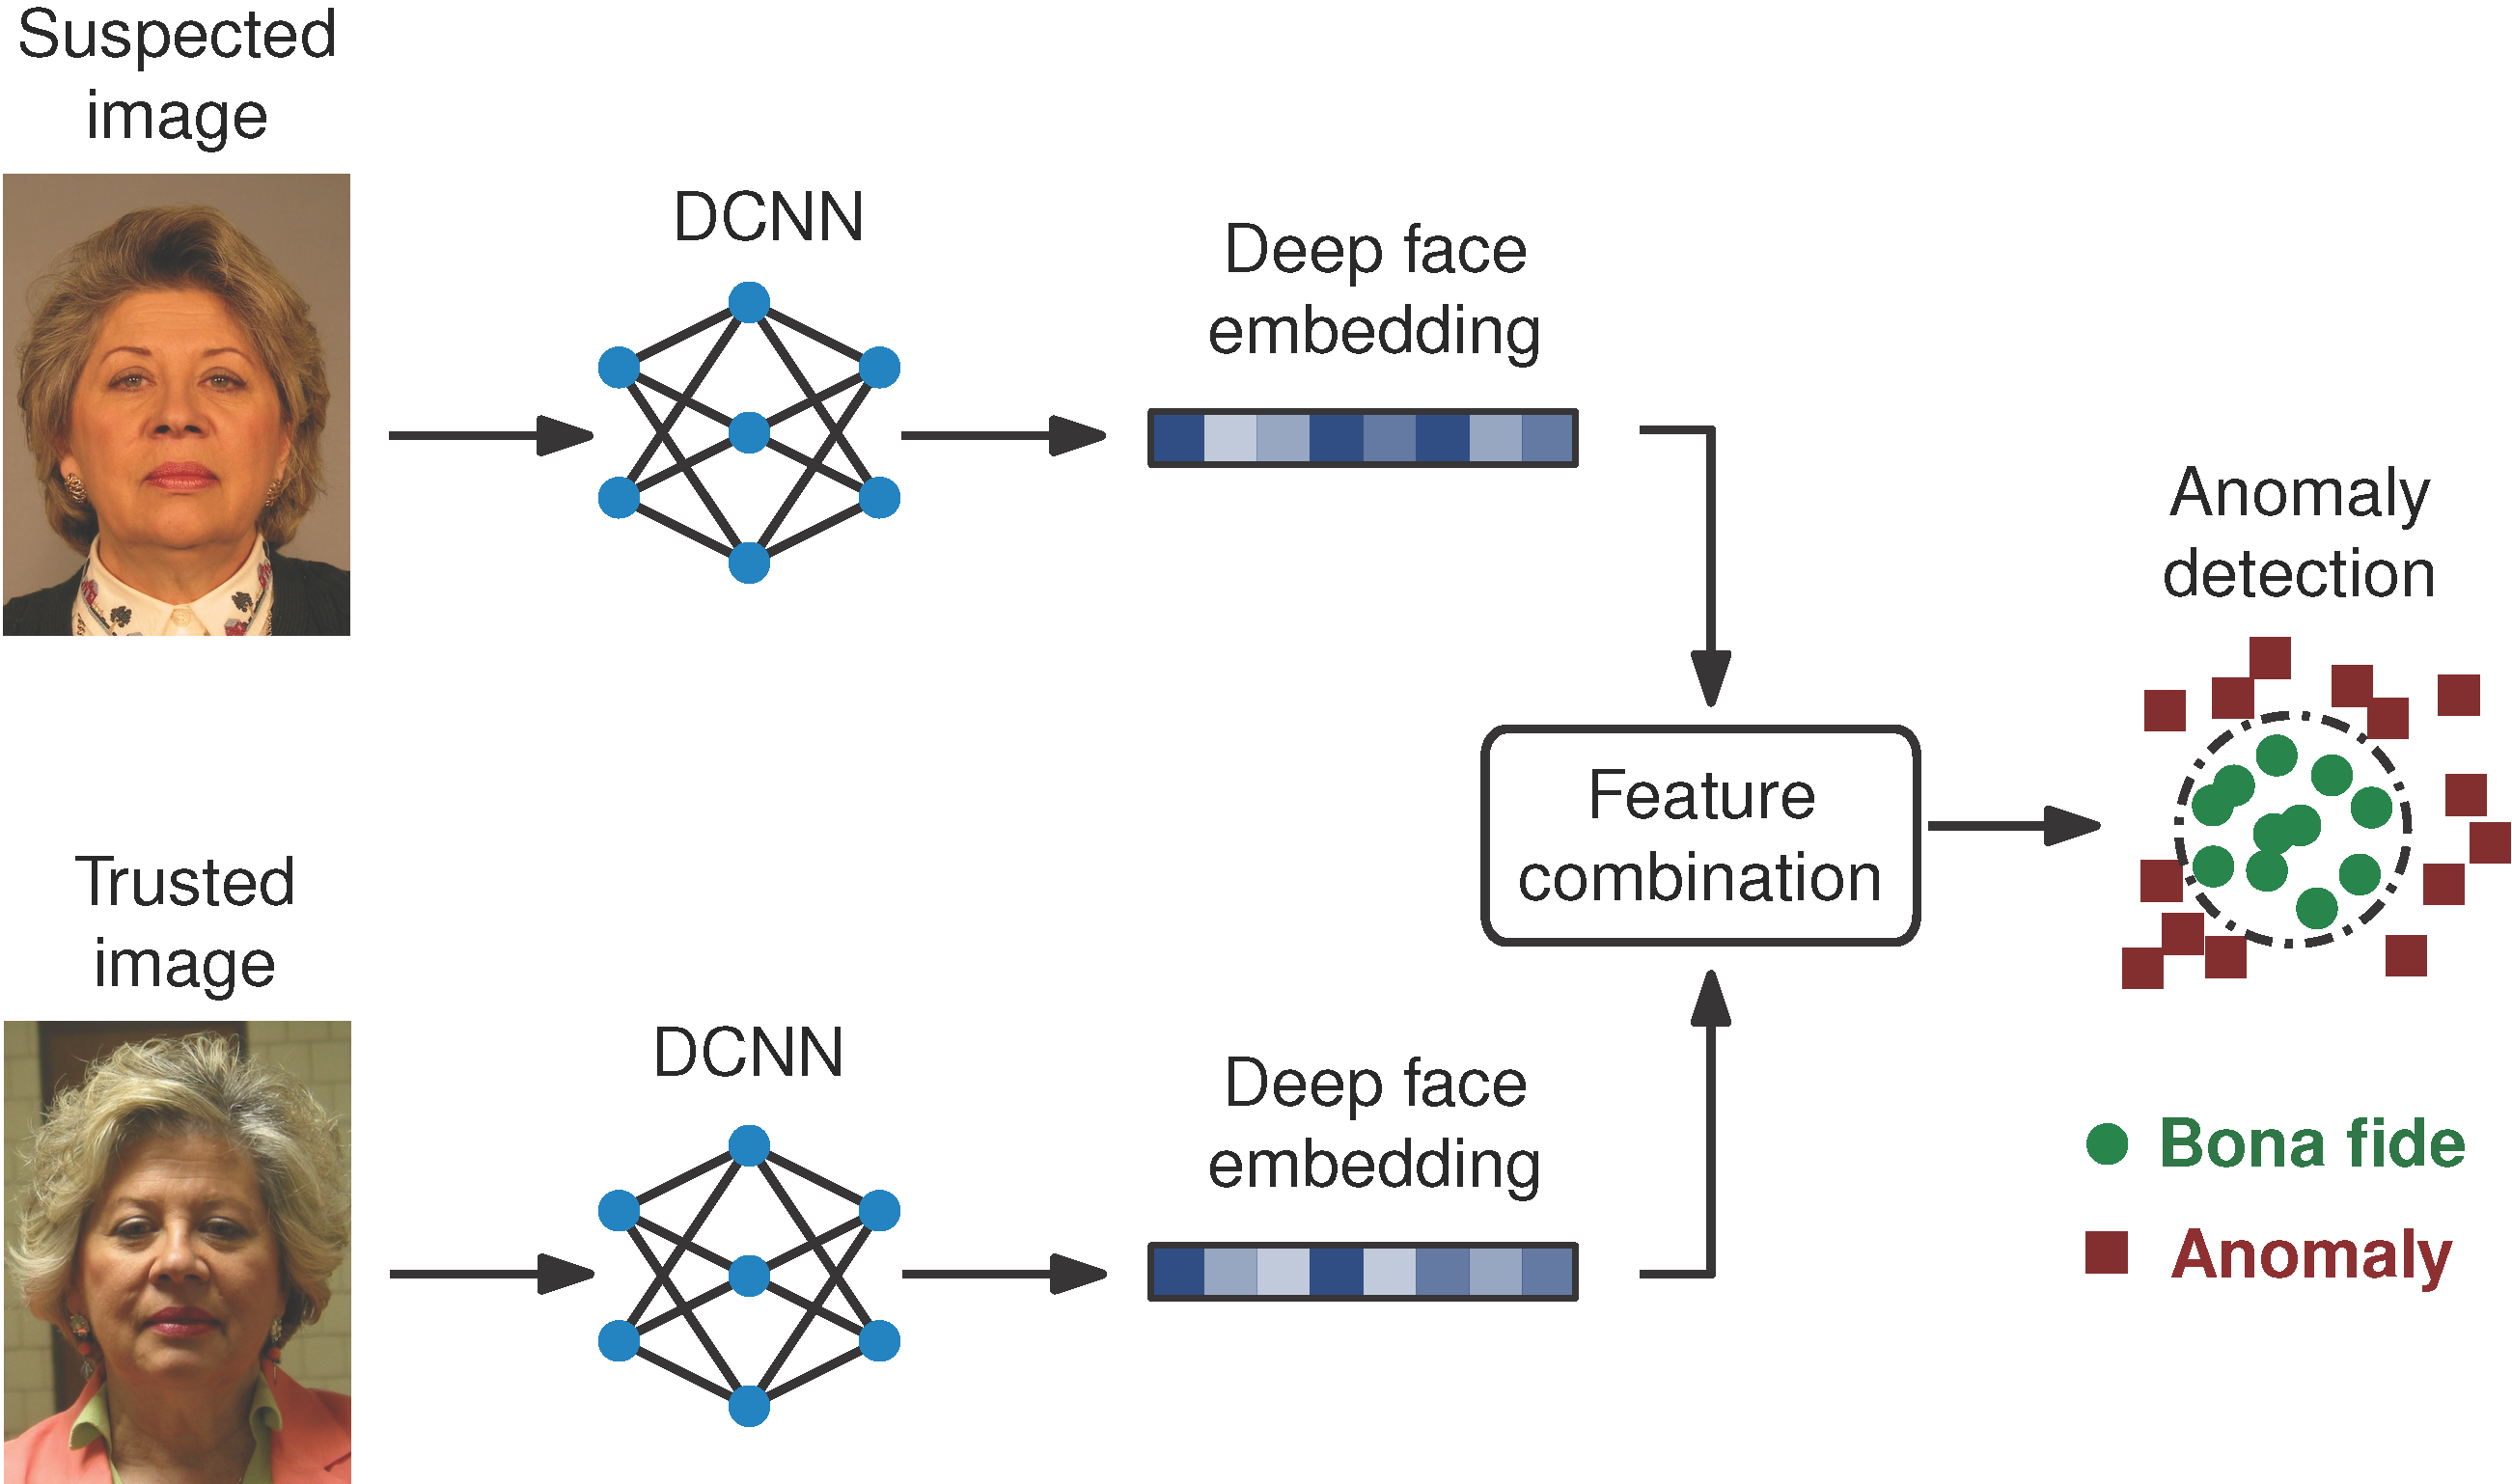 Suspected
image
DCNN
Deep face
embedding
Anomaly
detection
Feature
combination
Trusted
image
DCNN
Deep face
embedding
Bona fide
Anomaly